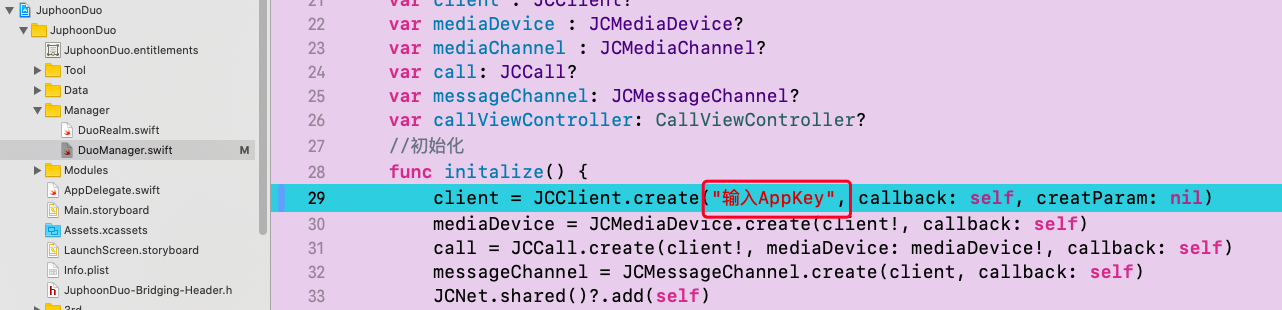 JuphoonDuo
JuphoonDuo
JuphoonDuo.entitlements
Tool
Data
Manager
DuoRealm.swift
DuoManager.swift M
Modules
AppDelegate.swift
Main.storyboard
Assets.xcassets
LaunchScreen.storyboard
Info.plist
h JuphoonDuo-Bridging-Header.h
3rd
21 var client : JCClient?
22 var mediaDevice : JCMediaDevice?
23 var mediaChannel : JCMediaChannel?
24 var call: JCCall?
25 var messageChannel: JCMessageChannel?
26 var callViewController: CallViewController?
27 //初始化
28 func initalize() {
29 client = JCClient.create("输入AppKey", callback: self, creatParam: nil)
30 mediaDevice = JCMediaDevice.create(client!, callback: self)
31 call = JCCall.create(client!, mediaDevice: mediaDevice!, callback: self)
32 messageChannel = JCMessageChannel.create(client, callback: self)
33 JCNet.shared()?.add(self)